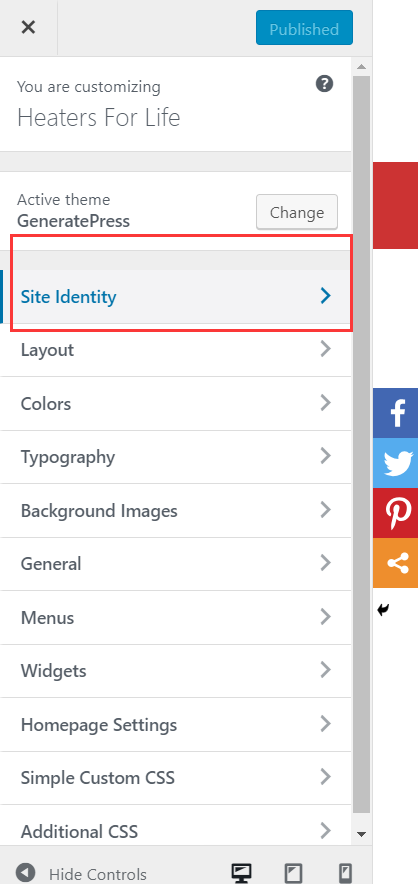 Published
You are customizing
Heaters For Life
Active theme
GeneratePress
Change
Site Identity
Layout
Colors
Typography
Background Images
General
Menus
Widgets
Homepage Settings
Simple Custom CSS
Additional CSS
Hide Controls